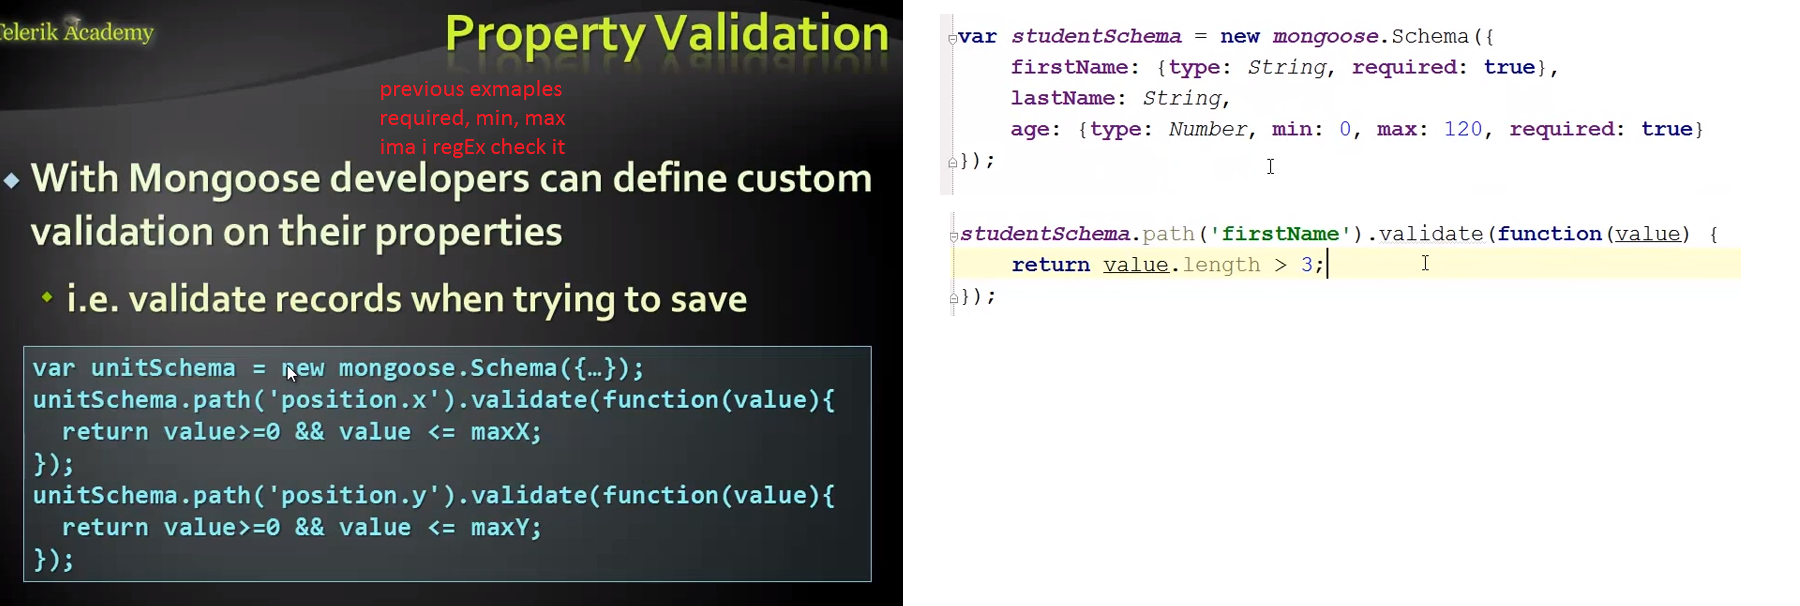 elerik Academy
Property Validation
previous exmaples
required, min, max
ima i regEx check it
With Mongoose developers can define custom
validation on their properties
i.e. validate records when trying to save
var unitSchema = new mongoose.Schema({…});
unitSchema.path('position.x').validate(function(value){
  return value>=0 && value <= maxX;
});
unitSchema.path('position.y').validate(function(value){
  return value>=0 && value <= maxY;
});
var studentSchema = new mongoose.Schema({
    firstName: {type: String, required: true},
    lastName: String,
    age: {type: Number, min: 0, max: 120, required: true}
});
studentSchema.path('firstName').validate(function(value) {
    return value.length > 3;
});